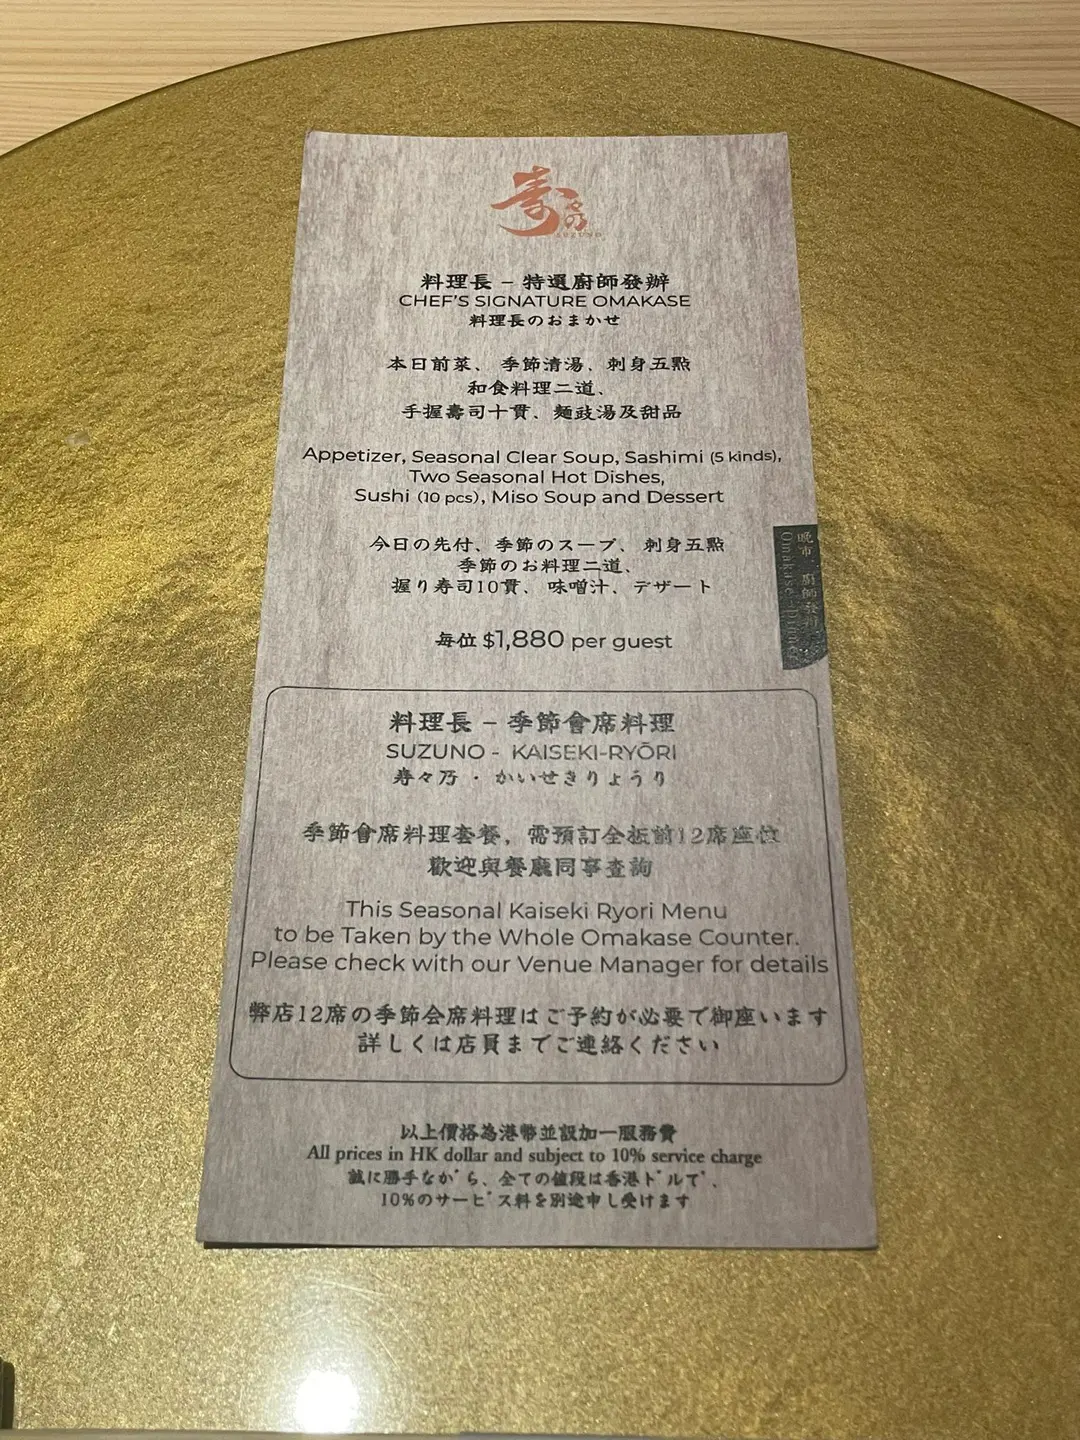 寿々乃
SUZUNO
料理長 – 特選廚師發辦
CHEF'S SIGNATURE OMAKASE
料理長のおまかせ
本日前菜、 季節清湯、刺身五點
和食料理二道、
手握壽司十貫、麵豉湯及甜品
Appetizer, Seasonal Clear Soup, Sashimi (5 kinds),
Two Seasonal Hot Dishes,
Sushi (10 pcs), Miso Soup and Dessert
今日の先付、季節のスープ、 刺身五點
季節のお料理二道、
握り寿司10貫、 味噌汁、デザート
每位 $1,880 per guest
晚市 廚師發辦
Omakase - Dinner
料理長 – 季節會席料理
SUZUNO - KAISEKI-RYŌRI
寿々乃 · かいせきりょうり
季節會席料理套餐，需預訂全板前12席座位
歡迎與餐廳同事查詢
This Seasonal Kaiseki Ryori Menu
to be Taken by the Whole Omakase Counter.
Please check with our Venue Manager for details
弊店12席の季節会席料理はご予約が必要で御座います
詳しくは店員までご連絡ください
以上價格為港幣並設加一服務費
All prices in HK dollar and subject to 10% service charge
誠に勝手ながら、全ての値段は香港ドルで、
10%のサービス料を別途申し受けます